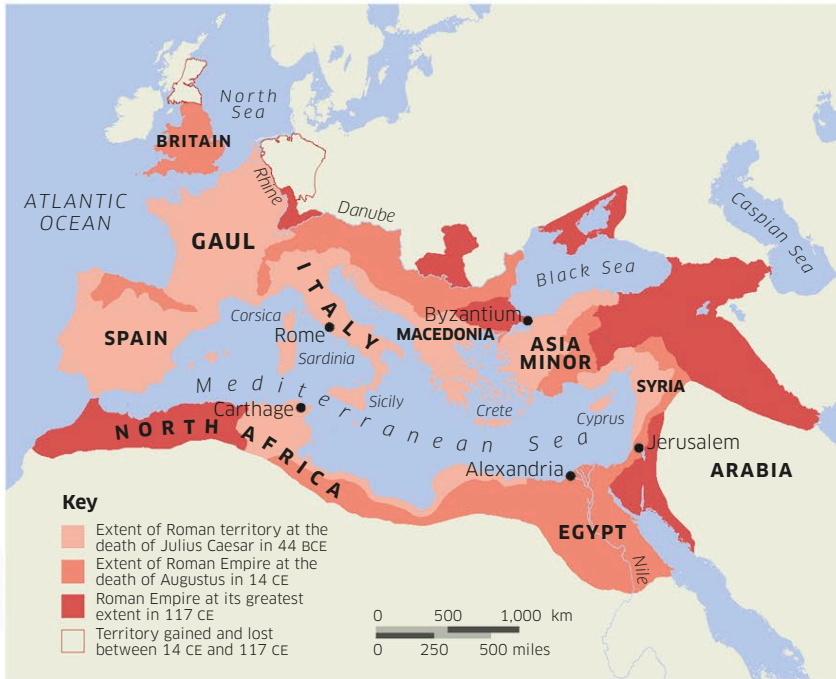 North
Sea
BRITAIN
ATLANTIC
OCEAN
Rhine
Danube
Caspian Sea
GAUL
Black Sea
ITALY
Corsica
Byzantium
Rome
SPAIN
MACEDONIA
ASIA
MINOR
Sardinia
SYRIA
Mediterranean Sea
Sicily
Carthage
Crete
Cyprus
NORTH AFRICA
Jerusalem
Alexandria
ARABIA
EGYPT
Nile
Key
Extent of Roman territory at the
death of Julius Caesar in 44 BCE
Extent of Roman Empire at the
death of Augustus in 14 CE
Roman Empire at its greatest
extent in 117 CE
Territory gained and lost
between 14 CE and 117 CE
0 500 1,000 km
0 250 500 miles